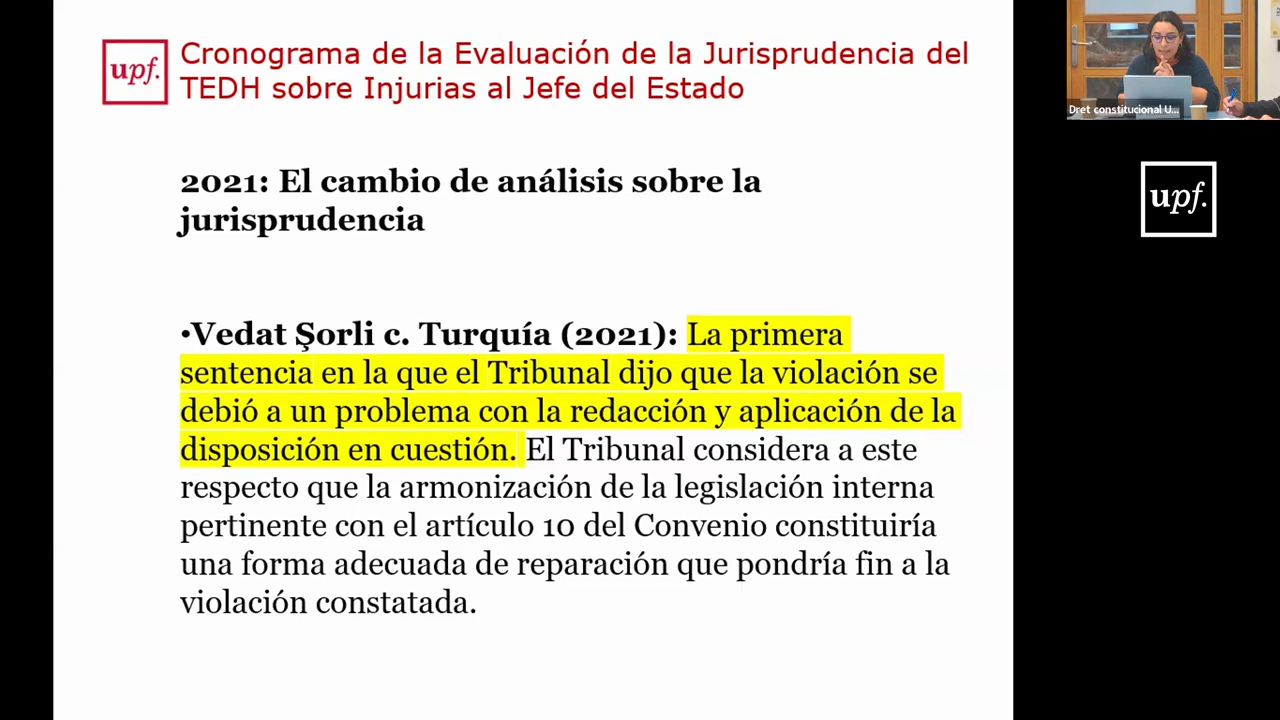 upf.
Cronograma de la Evaluación de la Jurisprudencia del
TEDH sobre Injurias al Jefe del Estado
2021: El cambio de análisis sobre la
jurisprudencia
•Vedat Şorli c. Turquía (2021): La primera
sentencia en la que el Tribunal dijo que la violación se
debió a un problema con la redacción y aplicación de la
disposición en cuestión. El Tribunal considera a este
respecto que la armonización de la legislación interna
pertinente con el artículo 10 del Convenio constituiría
una forma adecuada de reparación que pondría fin a la
violación constatada.
Dret constitucional U...
upf.